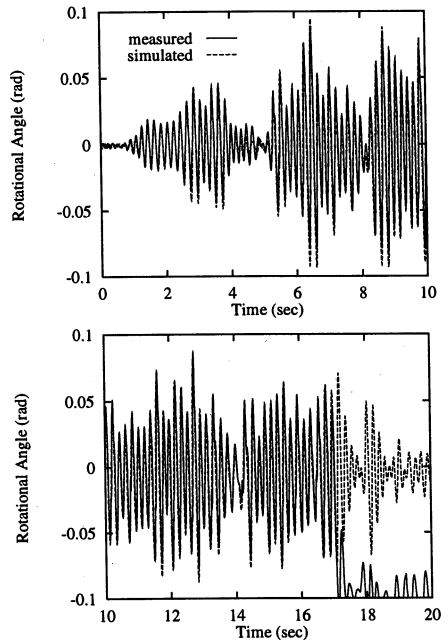 0.1
measured
simulated
0.05
0
-0.05
-0.1
Rotational Angle (rad)
0 2 4 6 8 10
Time (sec)
0.1
0.05
0
-0.05
-0.1
Rotational Angle (rad)
10 12 14 16 18 20
Time (sec)